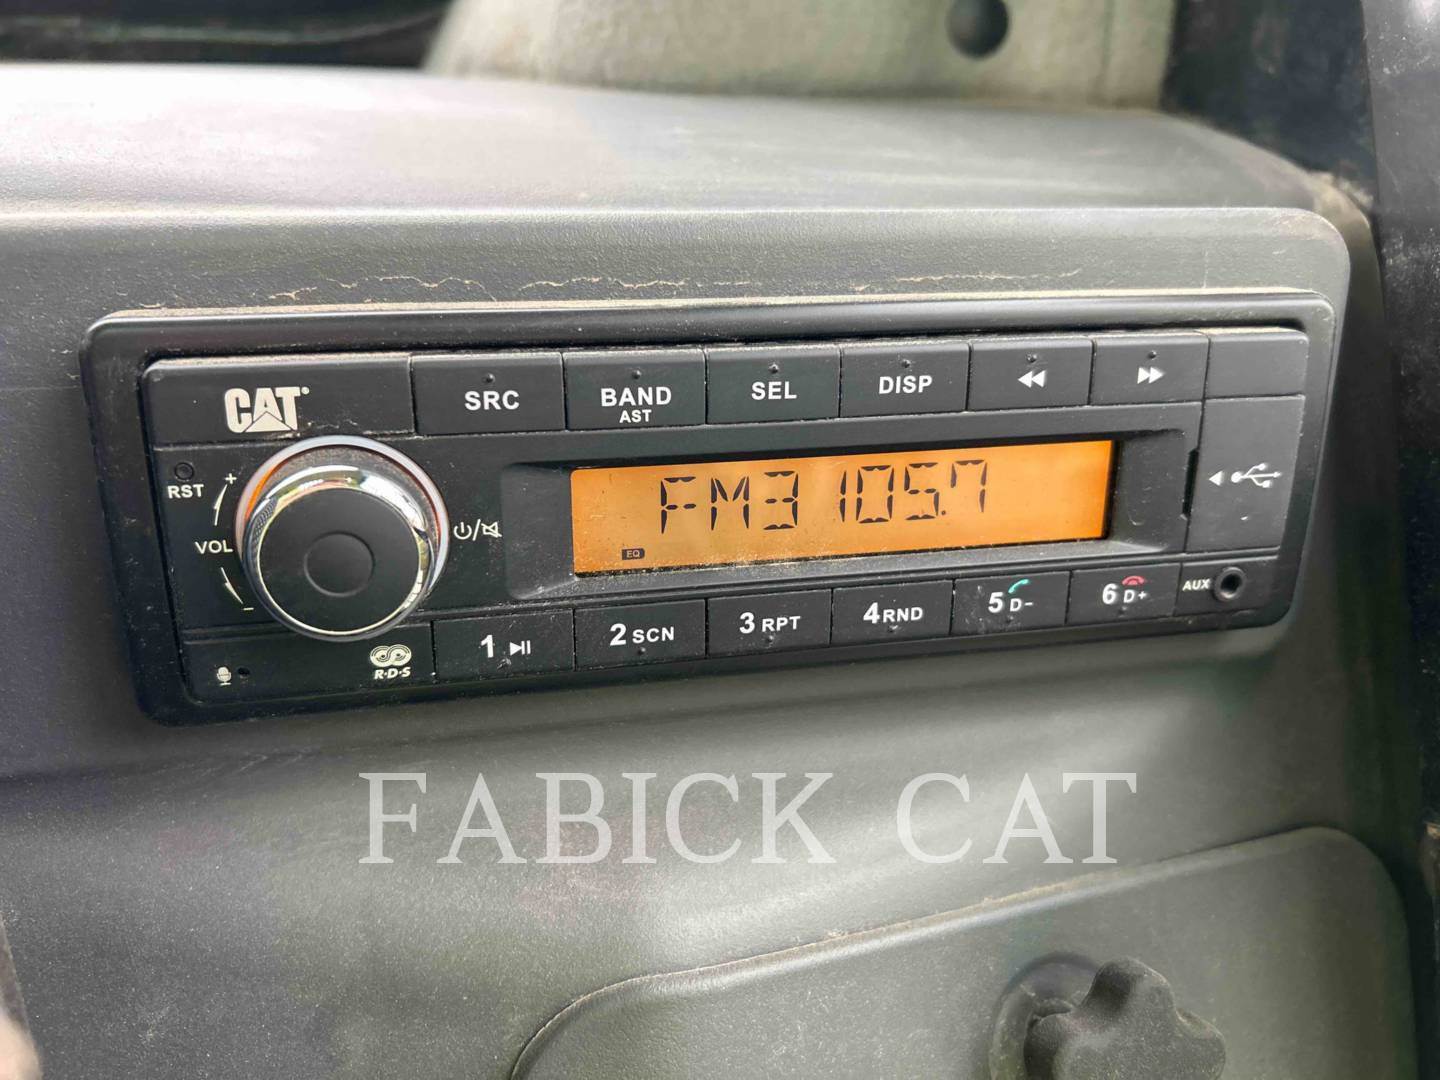 CAT
SRC
BAND
AST
SEL
DISP
RST
+
VOL
-
FM3 105.7
EQ
R·D·S
1
2 SCN
3 RPT
4 RND
5 D-
6 D+
AUX
FABICK CAT